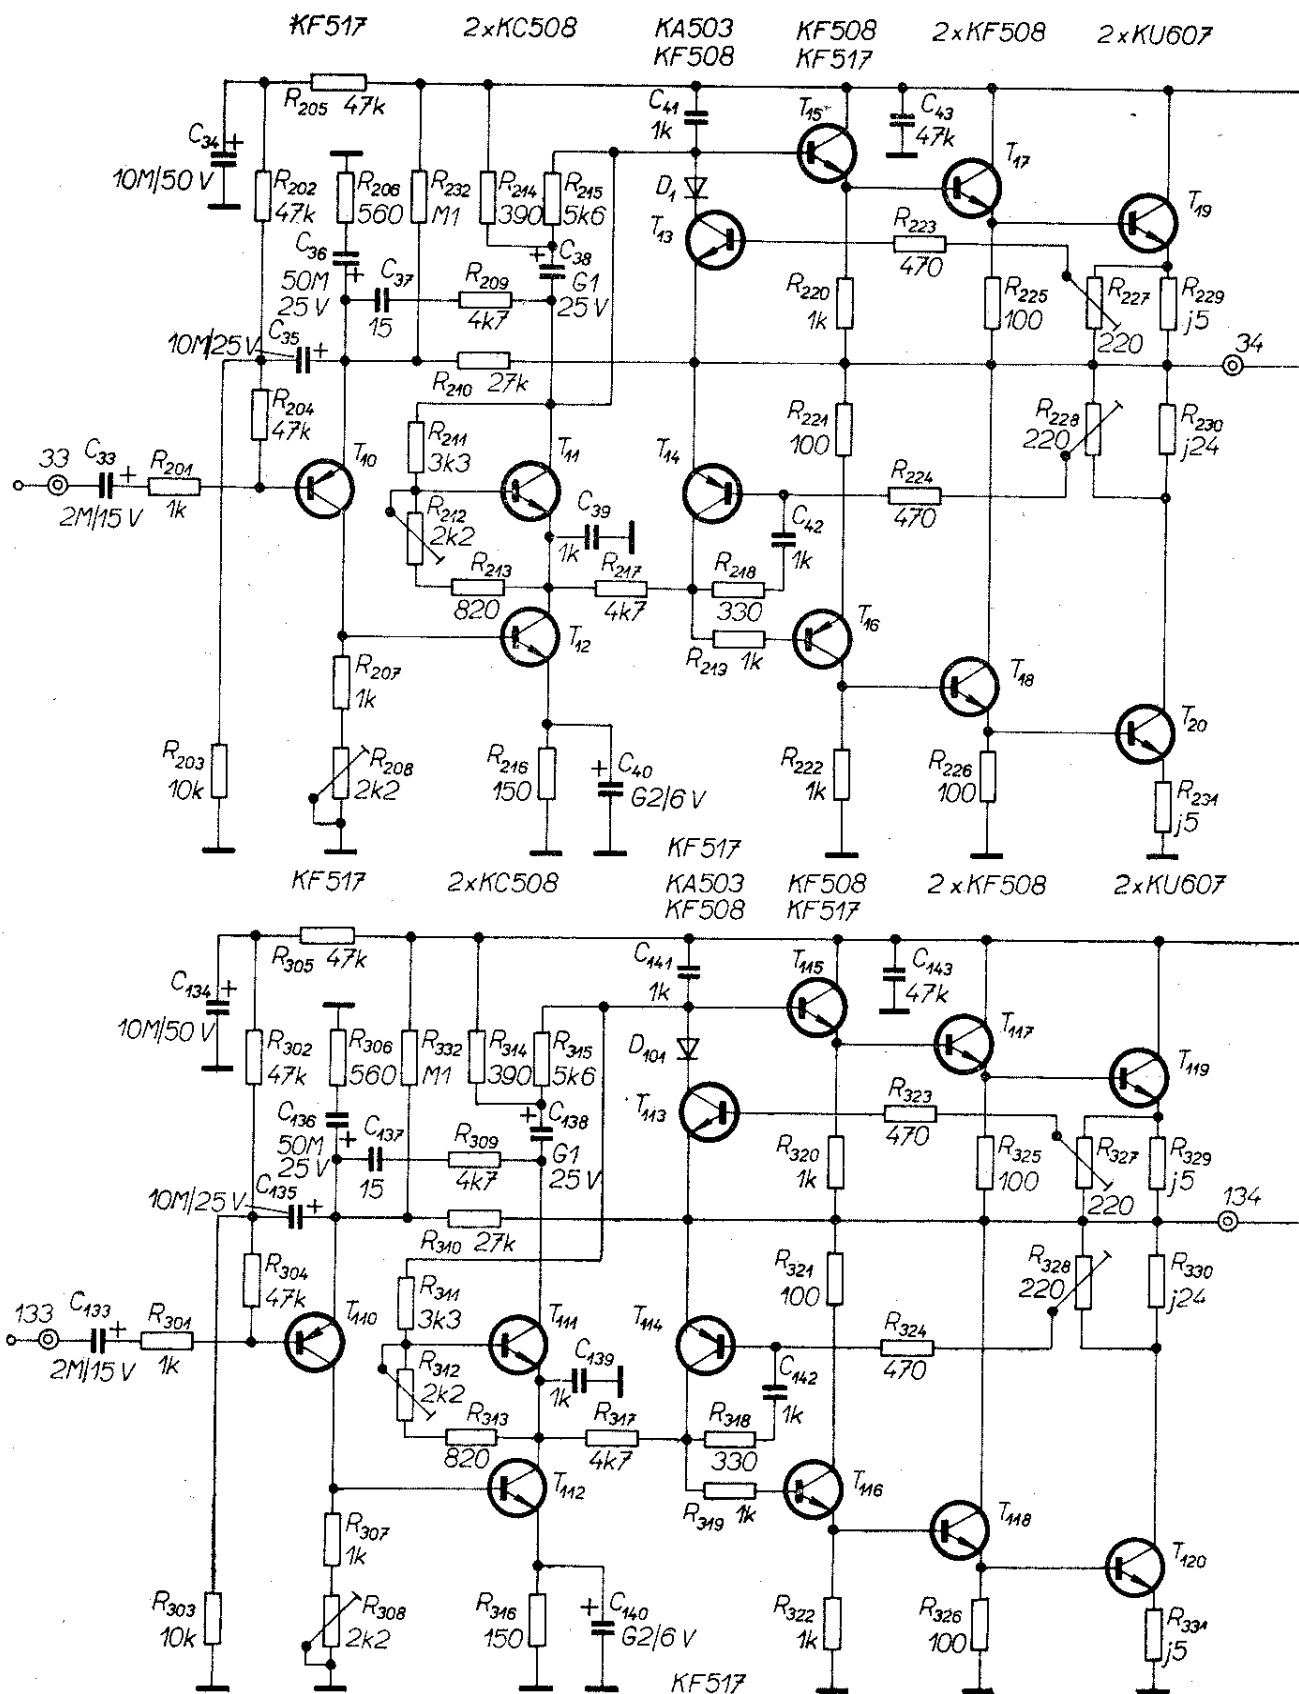 KF517 2xKC508 KA503 KF508 2xKF508 2xKU607
KF508 KF517
R205 47k
C34 +
10M/50V
R202
47k
R206
560
R232
M1
R214
390
R215
5k6
C41
1k
D1
T13
T15
C43
47k
T17
T19
C36
50M
25V
+
C37
15
R209
4k7
+ C38
G1
25V
R223
470
R220
1k
R225
100
R227
220
R229
j5
10M/25V C35 +
R210 27k
34
R204
47k
R211
3k3
R221
100
R228
220
R230
j24
33 C33 + R201
2M/15V 1k
T10
T11
T14
R224
470
R212
2k2
C39
1k
C42
1k
R213
820
R217
4k7
R218
330
R219 1k
T12
T16
T18
T20
R207
1k
R203
10k
R208
2k2
R216
150
+ C40
G2/6V
R222
1k
R226
100
R231
j5
KF517
KF517 2xKC508 KA503 KF508 2xKF508 2xKU607
KF508 KF517
R305 47k
C134 +
10M/50V
R302
47k
R306
560
R332
M1
R314
390
R315
5k6
C141
1k
D101
T113
T115
C143
47k
T117
T119
C136
50M
25V
+
C137
15
R309
4k7
+ C138
G1
25V
R323
470
R320
1k
R325
100
R327
220
R329
j5
10M/25V C135 +
R310 27k
134
R304
47k
R311
3k3
R321
100
R328
220
R330
j24
133 C133 + R301
2M/15V 1k
T110
T111
T114
R324
470
R312
2k2
C139
1k
C142
1k
R313
820
R317
4k7
R318
330
R319 1k
T112
T116
T118
T120
R307
1k
R303
10k
R308
2k2
R316
150
+ C140
G2/6V
R322
1k
R326
100
R331
j5
KF517